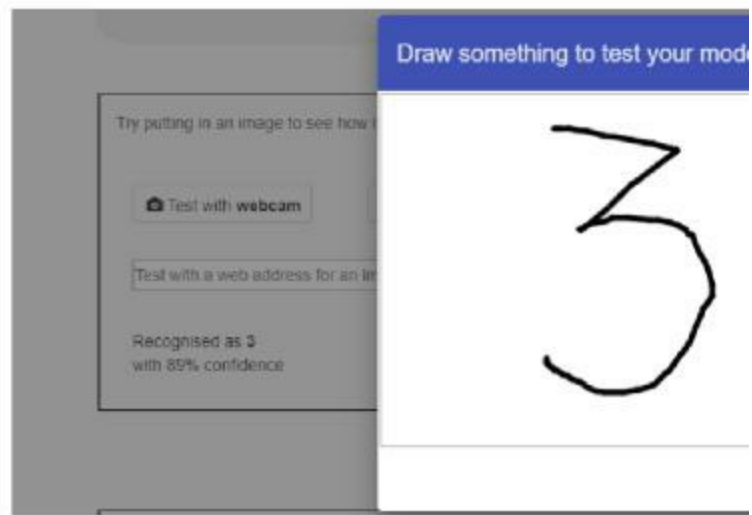 Draw something to test your mode
Try putting in an image to see how
Test with webcam
Test with a web address for an im
Recognised as 3
with 89% confidence
3